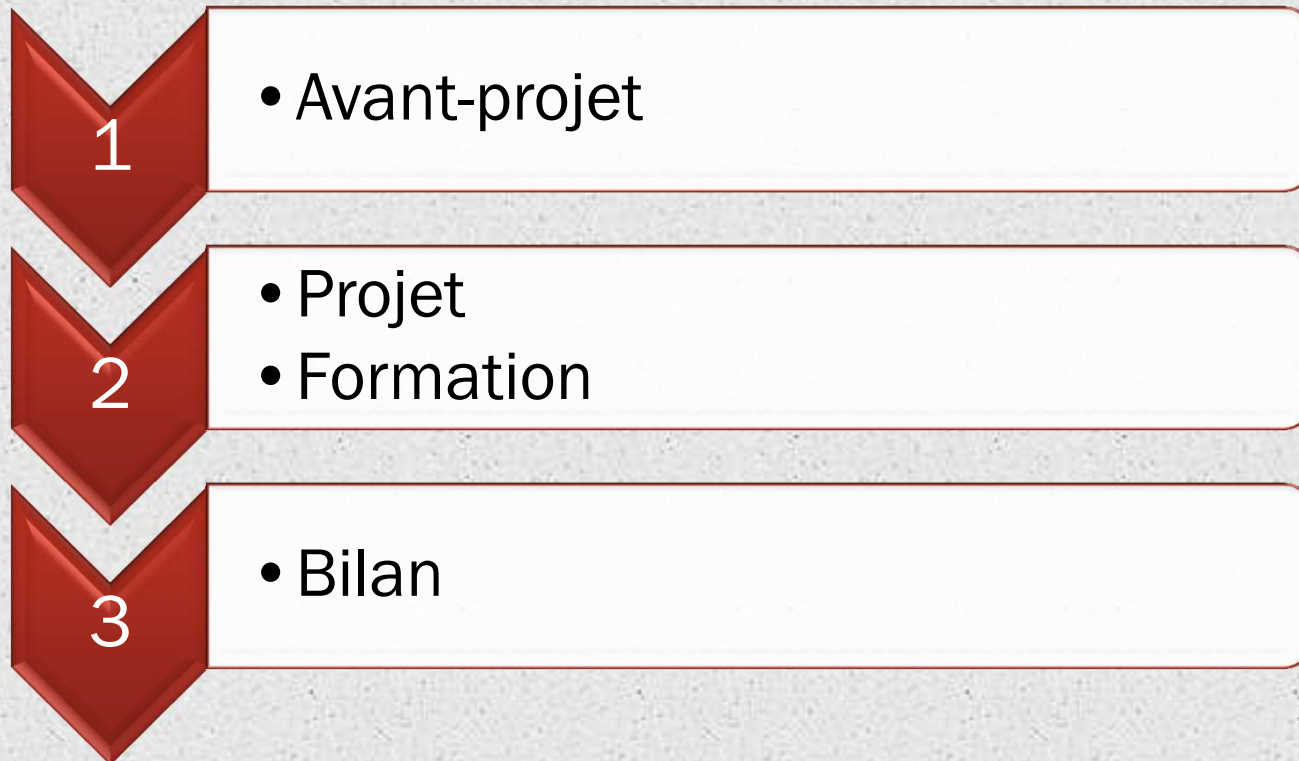 1
• Avant-projet
2
• Projet
• Formation
3
• Bilan